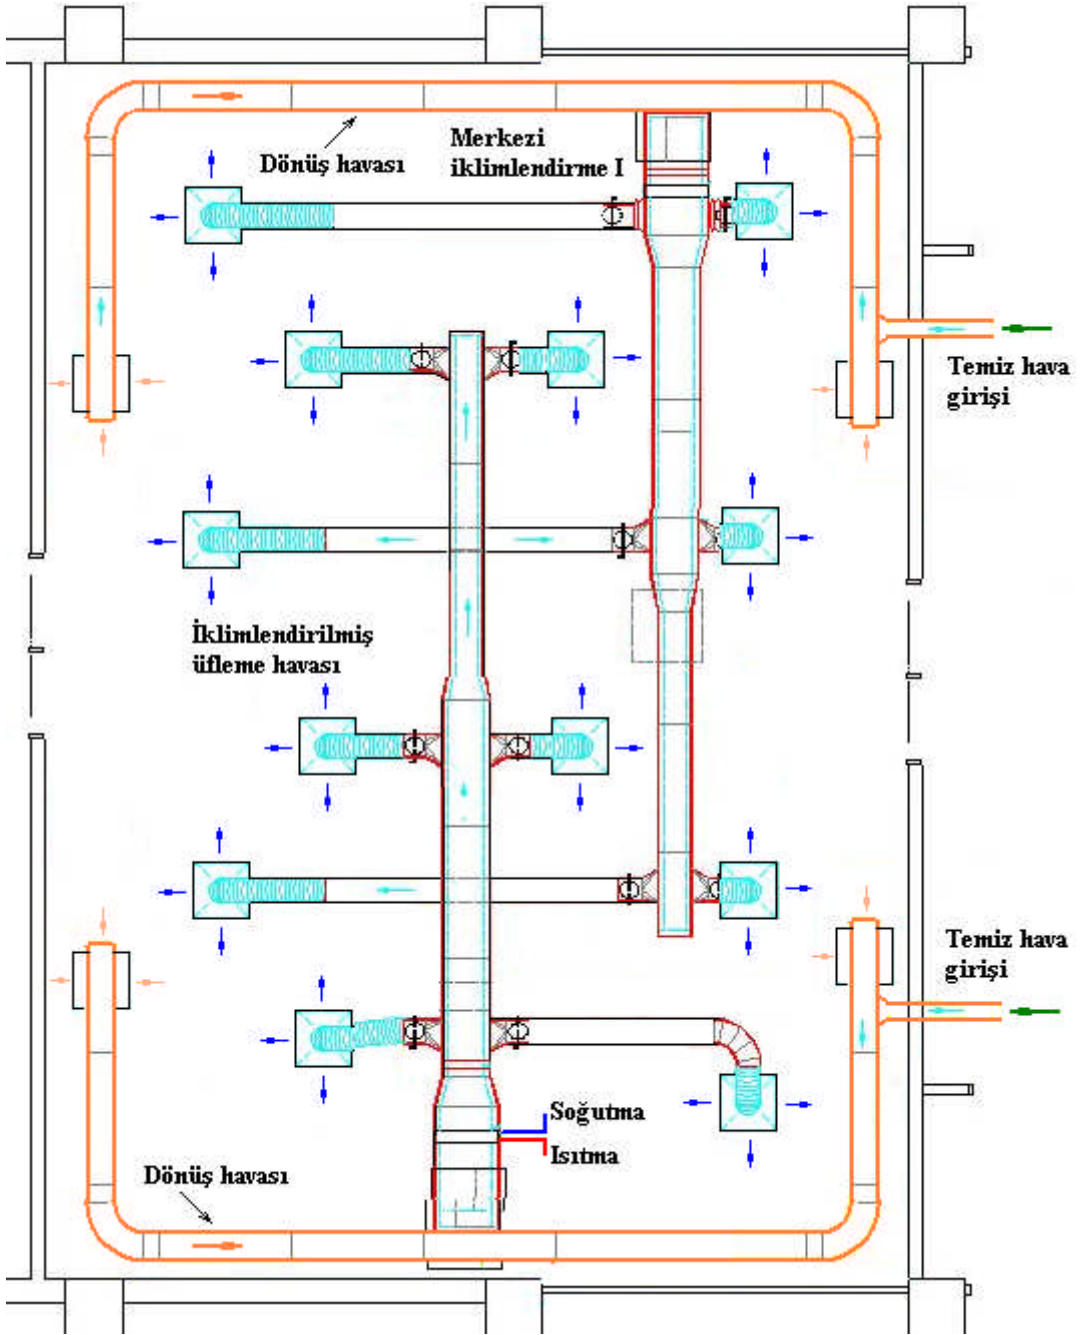 Merkezi
iklimlendirme I
Dönüş havası
Temiz hava
girişi
İklimlendirilmiş
üfleme havası
Temiz hava
girişi
Soğutma
Isıtma
Dönüş havası